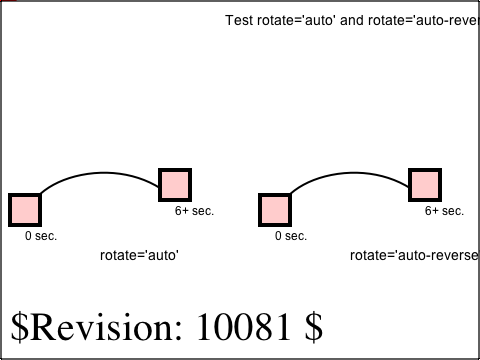 Test rotate='auto' and rotate='auto-rever
6+ sec.
6+ sec.
0 sec.
0 sec.
rotate='auto'
rotate='auto-reverse
$Revision: 10081 $